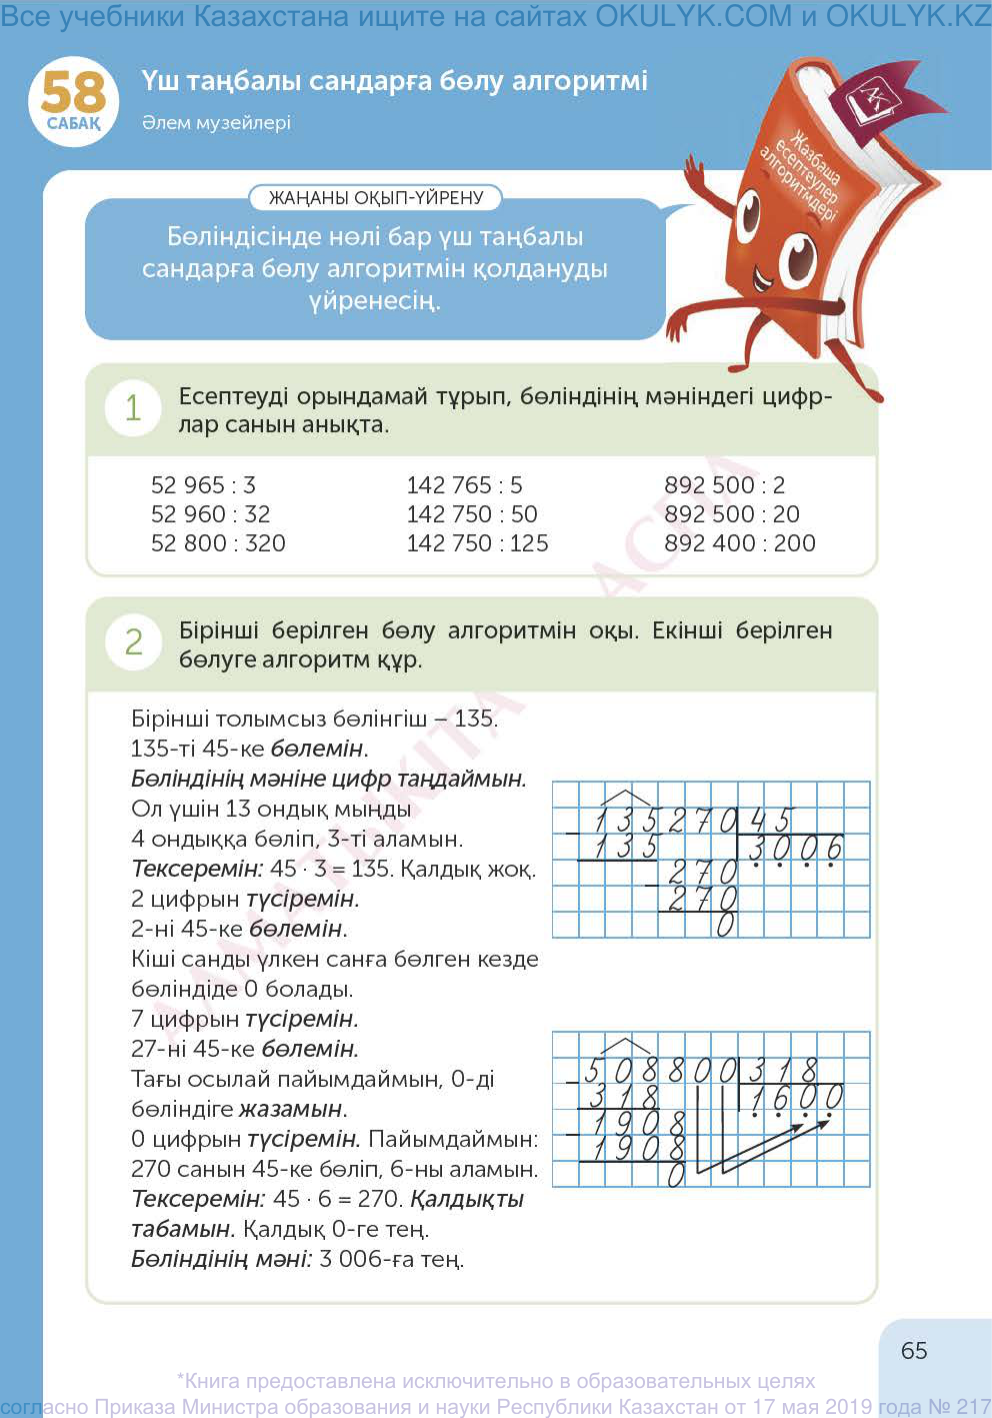 Все учебники Казахстана ищите на сайтах OKULYK.COM и OKULYK.KZ
58
САБАҚ
Үш таңбалы сандарға бөлу алгоритмі
Әлем музейлері
АҚ
Жазбаша
есептеулер
алгоритмдері
ЖАҢАНЫ ОҚЫП-ҮЙРЕНУ
Бөліндісінде нөлі бар үш таңбалы
сандарға бөлу алгоритмін қолдануды
үйренесің.
1
Есептеуді орындамай тұрып, бөліндінің мәніндегі цифр-
лар санын анықта.
52 965 : 3 142 765 : 5 892 500 : 2
52 960 : 32 142 750 : 50 892 500 : 20
52 800 : 320 142 750 : 125 892 400 : 200
2
Бірінші берілген бөлу алгоритмін оқы. Екінші берілген
бөлуге алгоритм құр.
Бірінші толымсыз бөлінгіш – 135.
135-ті 45-ке бөлемін.
Бөліндінің мәніне цифр таңдаймын.
Ол үшін 13 ондық мыңды
4 ондыққа бөліп, 3-ті аламын.
Тексеремін: 45 · 3 = 135. Қалдық жоқ.
2 цифрын түсіремін.
2-ні 45-ке бөлемін.
Кіші санды үлкен санға бөлген кезде
бөліндіде 0 болады.
7 цифрын түсіремін.
27-ні 45-ке бөлемін.
Тағы осылай пайымдаймын, 0-ді
бөліндіге жазамын.
0 цифрын түсіремін. Пайымдаймын:
270 санын 45-ке бөліп, 6-ны аламын.
Тексеремін: 45 · 6 = 270. Қалдықты
табамын. Қалдық 0-ге тең.
Бөліндінің мәні: 3 006-ға тең.
135270 45
– 135 3006
– 270
270
0
– 508800 318
318 1600
– 1908
1908
0
АЛМАТЫКІТАП БАСПА
65
*Книга предоставлена исключительно в образовательных целях
согласно Приказа Министра образования и науки Республики Казахстан от 17 мая 2019 года № 217